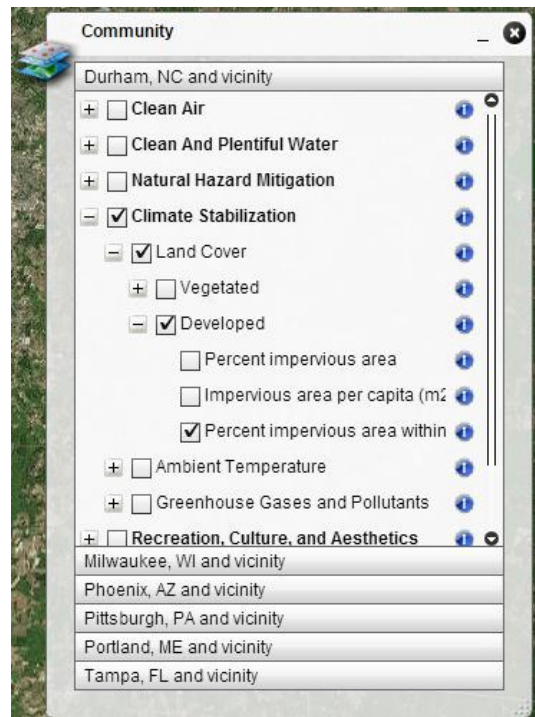 Community
Durham, NC and vicinity
Clean Air
Clean And Plentiful Water
Natural Hazard Mitigation
Climate Stabilization
Land Cover
Vegetated
Developed
Percent impervious area
Impervious area per capita (m2
Percent impervious area within
Ambient Temperature
Greenhouse Gases and Pollutants
Recreation, Culture, and Aesthetics
Milwaukee, WI and vicinity
Phoenix, AZ and vicinity
Pittsburgh, PA and vicinity
Portland, ME and vicinity
Tampa, FL and vicinity